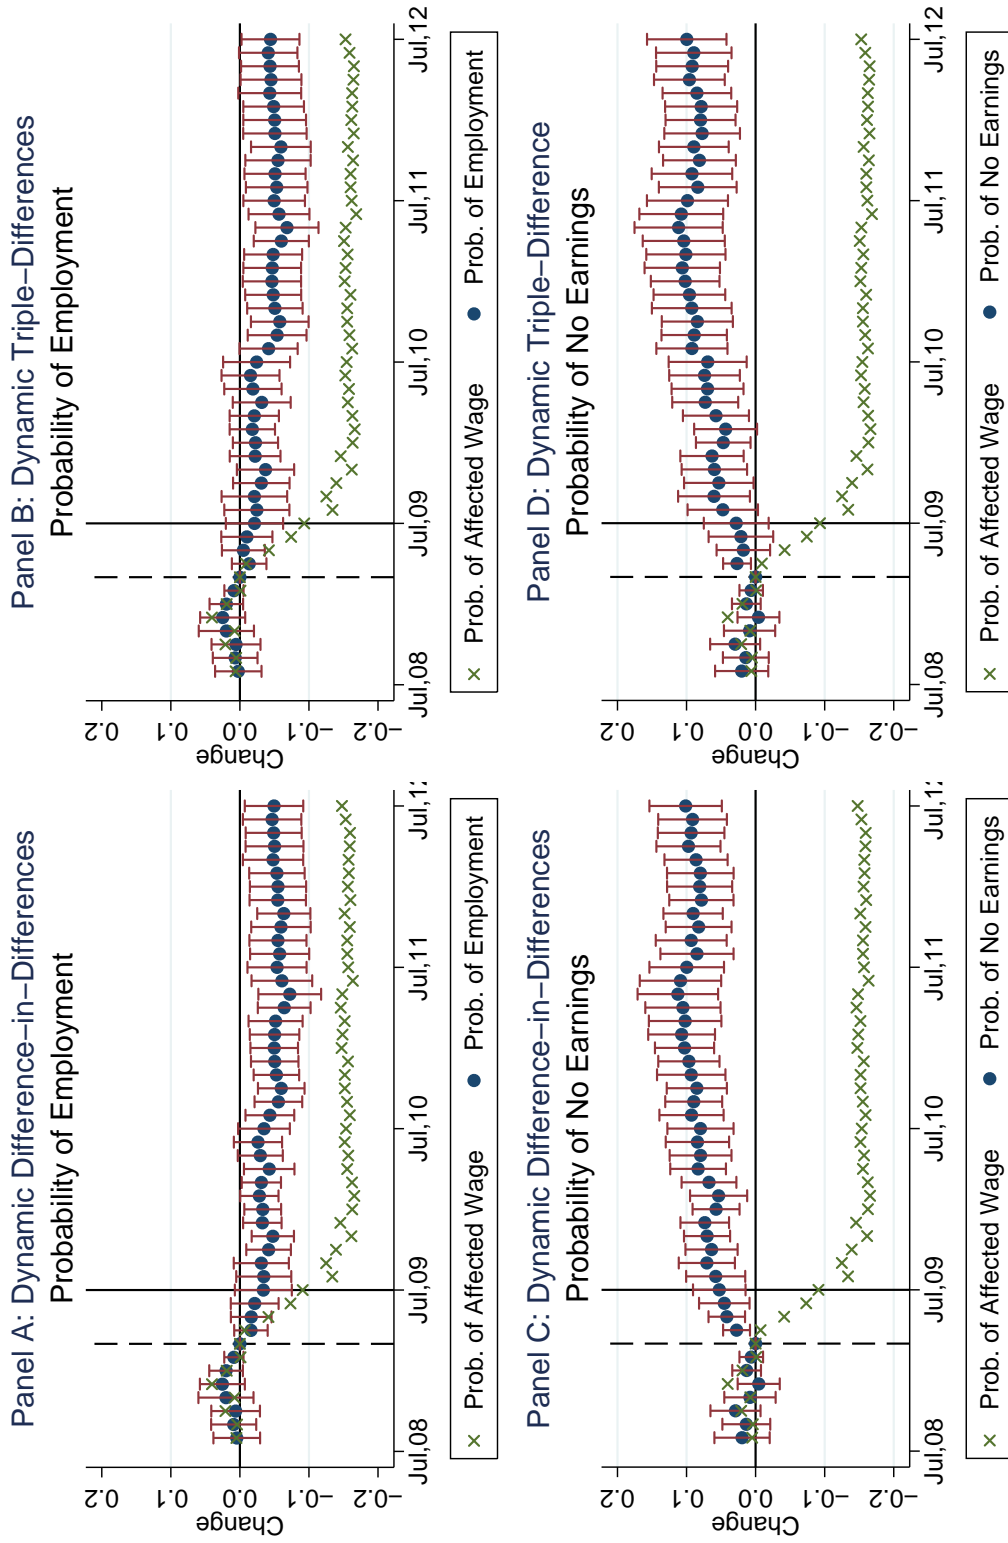 Panel A: Dynamic Difference−in−Differences
Probability of Employment
Change
0.2
0.1
0.0
−0.1
−0.2
Jul,08
Jul,09
Jul,10
Jul,11
Prob. of Affected Wage
Prob. of Employment
Panel B: Dynamic Triple−Differences
Probability of Employment
Change
0.2
0.1
0.0
−0.1
−0.2
Jul,08
Jul,09
Jul,10
Jul,11
Jul,12
Prob. of Affected Wage
Prob. of Employment
Panel C: Dynamic Difference−in−Differences
Probability of No Earnings
Change
0.2
0.1
0.0
−0.1
−0.2
Jul,08
Jul,09
Jul,10
Jul,11
Prob. of Affected Wage
Prob. of No Earnings
Panel D: Dynamic Triple−Difference
Probability of No Earnings
Change
0.2
0.1
0.0
−0.1
−0.2
Jul,08
Jul,09
Jul,10
Jul,11
Jul,12
Prob. of Affected Wage
Prob. of No Earnings